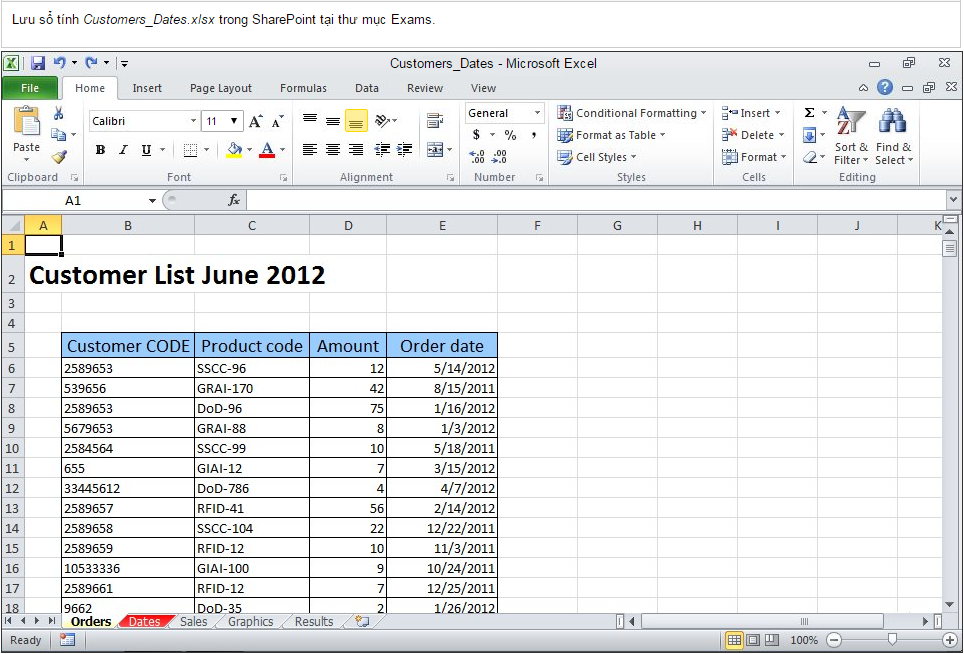 Lưu sổ tính Customers_Dates.xlsx trong SharePoint tại thư mục Exams.
Customers_Dates - Microsoft Excel
File Home Insert Page Layout Formulas Data Review View
Paste
Calibri 11
B I U A A A
General
$ % ,
Conditional Formatting
Format as Table
Cell Styles
Insert
Delete
Format
Σ
Sort & Filter
Find & Select
Clipboard Font Alignment Number Styles Cells Editing
A1 fx
A B C D E F G H I J K
1
2 Customer List June 2012
3
4
5 Customer CODE Product code Amount Order date
6 2589653 SSCC-96 12 5/14/2012
7 539656 GRAI-170 42 8/15/2011
8 2589653 DoD-96 75 1/16/2012
9 5679653 GRAI-88 8 1/3/2012
10 2584564 SSCC-99 10 5/18/2011
11 655 GIAI-12 7 3/15/2012
12 33445612 DoD-786 4 4/7/2012
13 2589657 RFID-41 56 2/14/2012
14 2589658 SSCC-104 22 12/22/2011
15 2589659 RFID-12 10 11/3/2011
16 10533336 GIAI-100 9 10/24/2011
17 2589661 RFID-12 7 12/25/2011
18 9662 DoD-35 2 1/26/2012
Orders Dates Sales Graphics Results
Ready 100%